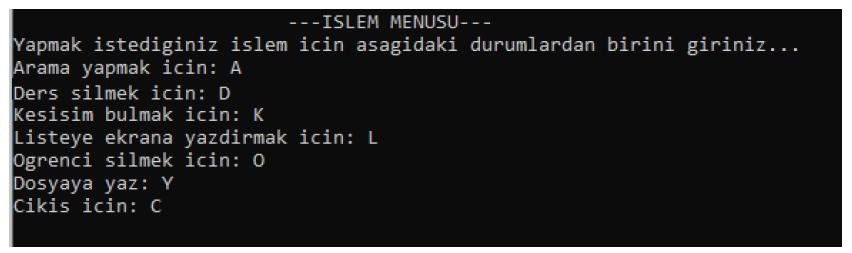 ---ISLEM MENUSU---
Yapmak istediginiz islem icin asagidaki durumlardan birini giriniz...
Arama yapmak icin: A
Ders silmek icin: D
Kesisim bulmak icin: K
Listeye ekrana yazdirmak icin: L
Ogrenci silmek icin: O
Dosyaya yaz: Y
Cikis icin: C